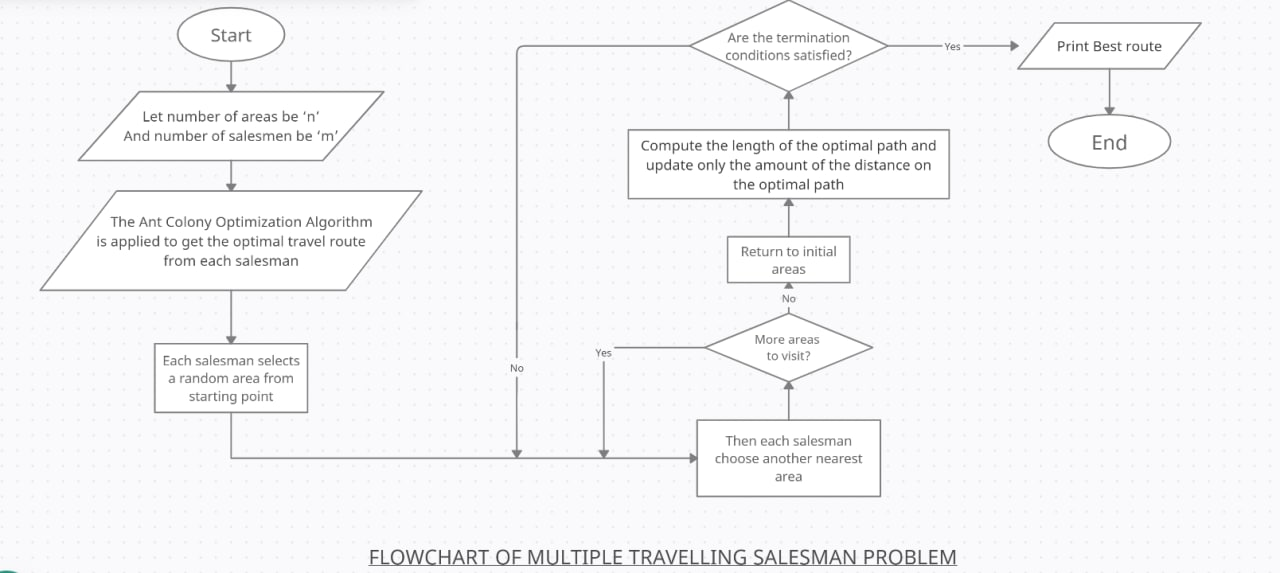 Start
Let number of areas be ‘n’
And number of salesmen be ‘m’
The Ant Colony Optimization Algorithm
is applied to get the optimal travel route
from each salesman
Each salesman selects
a random area from
starting point
Then each salesman
choose another nearest
area
More areas
to visit?
Yes
No
Return to initial
areas
Compute the length of the optimal path and
update only the amount of the distance on
the optimal path
Are the termination
conditions satisfied?
No
Yes
Print Best route
End
FLOWCHART OF MULTIPLE TRAVELLING SALESMAN PROBLEM